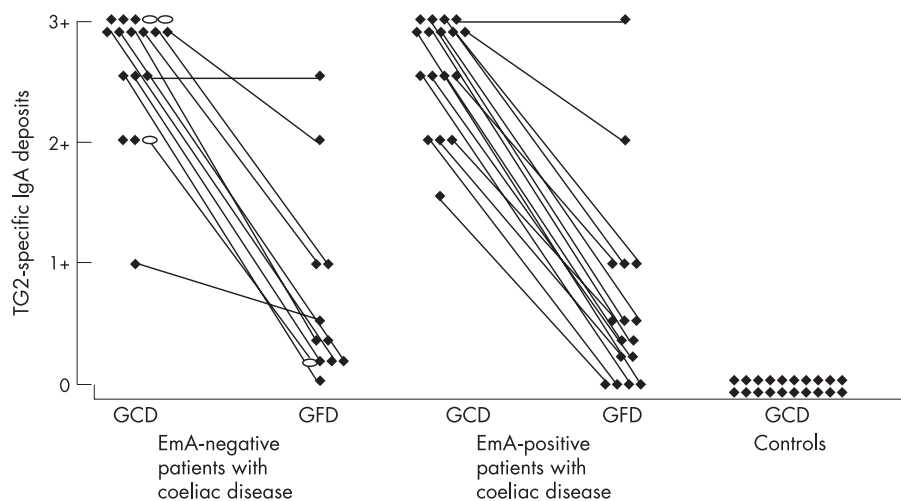 TG2-specific IgA deposits
3+
2+
1+
0
GCD
GFD
GCD
GFD
GCD
EmA-negative
patients with
coeliac disease
EmA-positive
patients with
coeliac disease
Controls